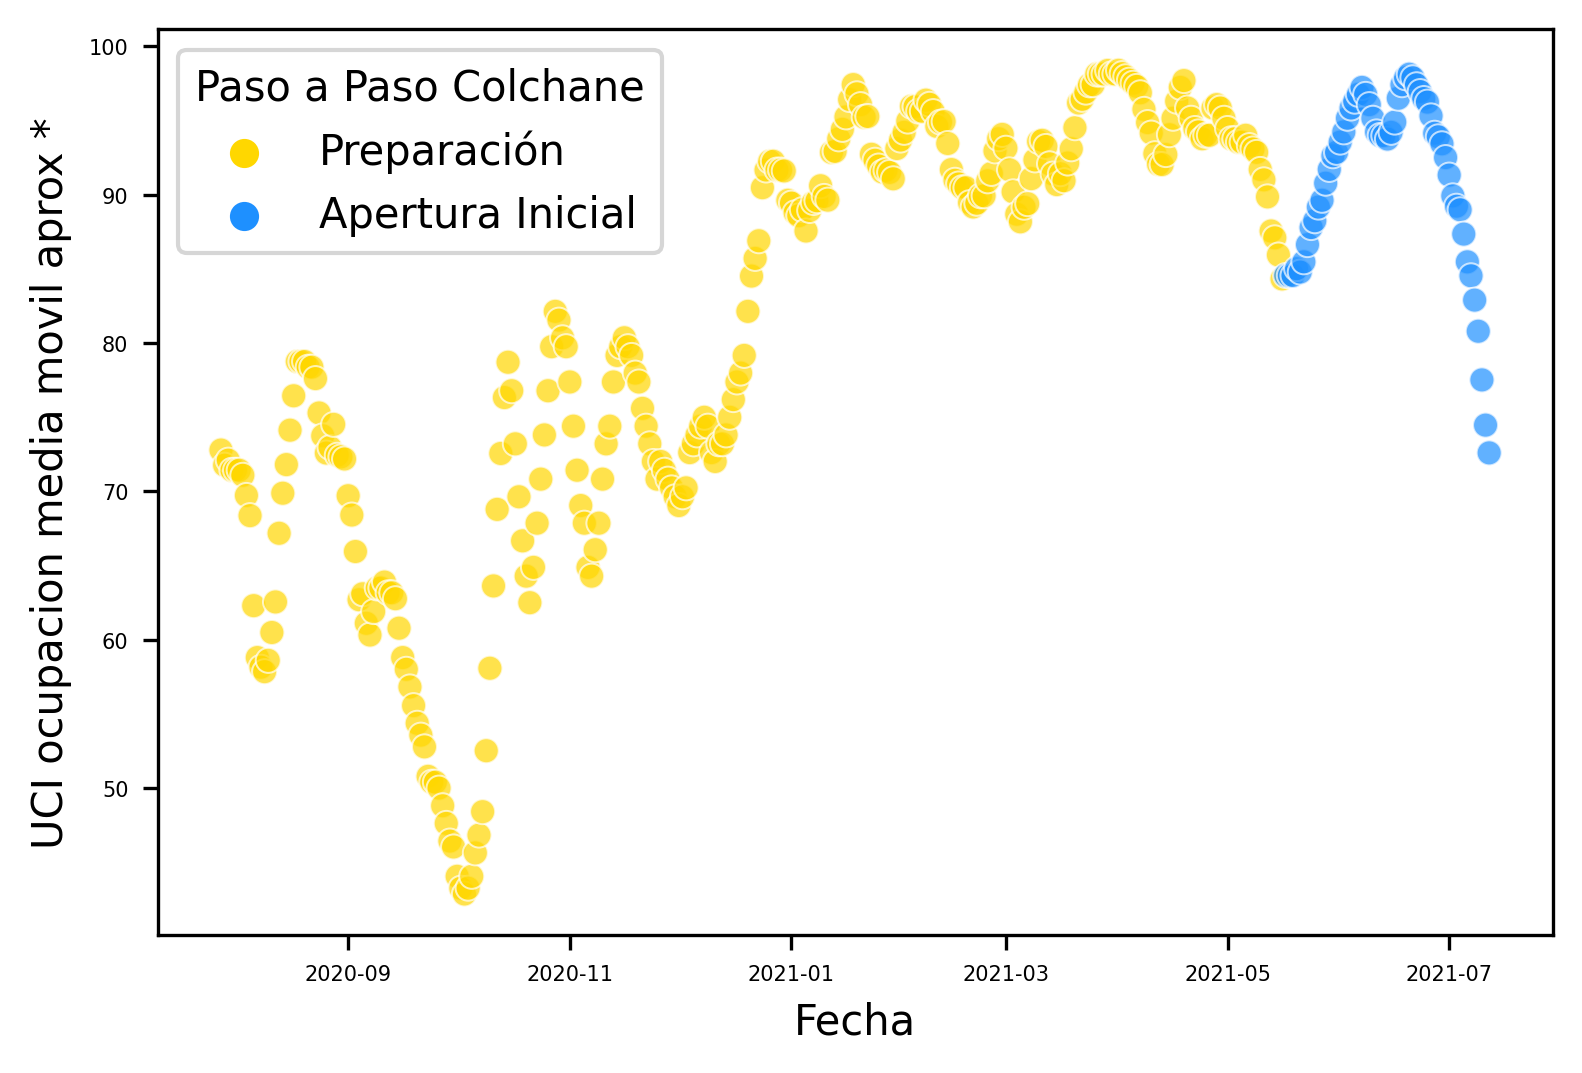 Paso a Paso Colchane
Preparación
Apertura Inicial
UCI ocupacion media movil aprox *
100
90
80
70
60
50
2020-09
2020-11
2021-01
2021-03
2021-05
2021-07
Fecha